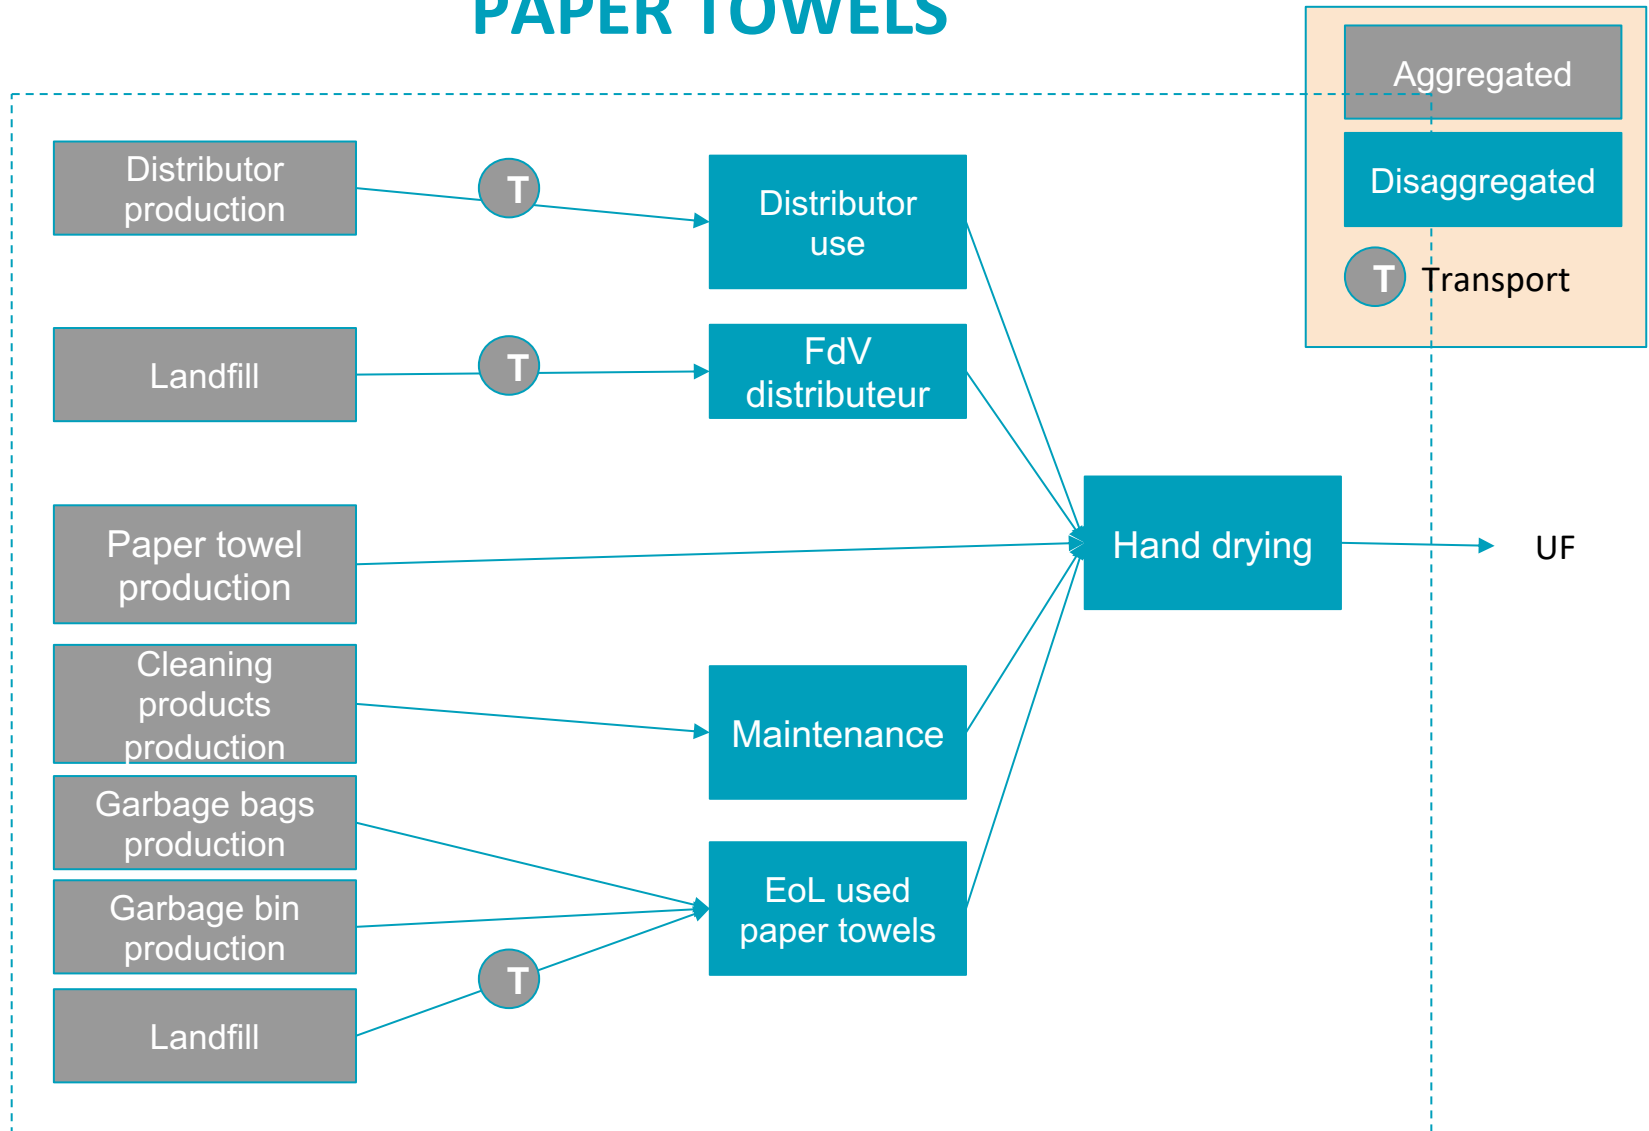 PAPER TOWELS
Aggregated
Disaggregated
T Transport
Distributor
production
T
Distributor
use
Landfill
T
FdV
distributeur
Paper towel
production
Hand drying
UF
Cleaning
products
production
Maintenance
Garbage bags
production
Garbage bin
production
EoL used
paper towels
T
Landfill